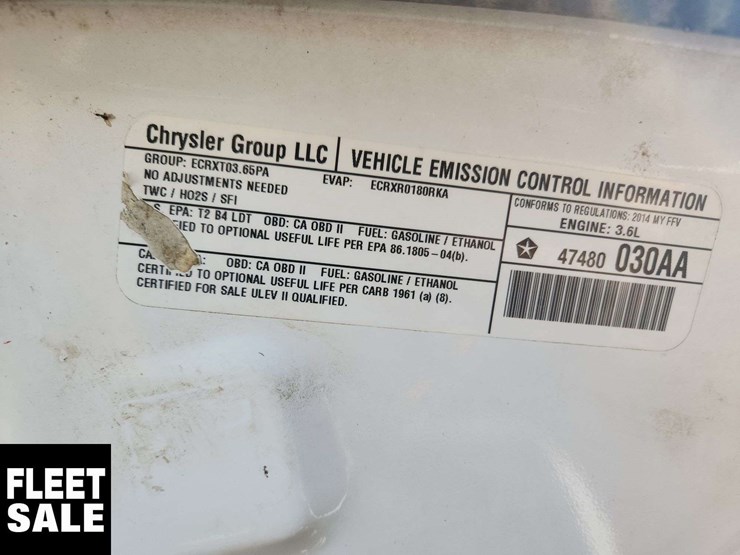 Chrysler Group LLC
VEHICLE EMISSION CONTROL INFORMATION
GROUP: ECRXT03.65PA
EVAP: ECRXR0180RKA
NO ADJUSTMENTS NEEDED
TWC / HO2S / SFI
EPA: T2 B4 LDT OBD: CA OBD II FUEL: GASOLINE / ETHANOL
TO OPTIONAL USEFUL LIFE PER EPA 86.1805-04(b).
OBD: CA OBD II FUEL: GASOLINE / ETHANOL
TO OPTIONAL USEFUL LIFE PER CARB 1961 (a) (8).
CERTIFIED FOR SALE ULEV II QUALIFIED.
CONFORMS TO REGULATIONS: 2014 MY FFV
ENGINE: 3.6L
47480 030AA
FLEET
SALE